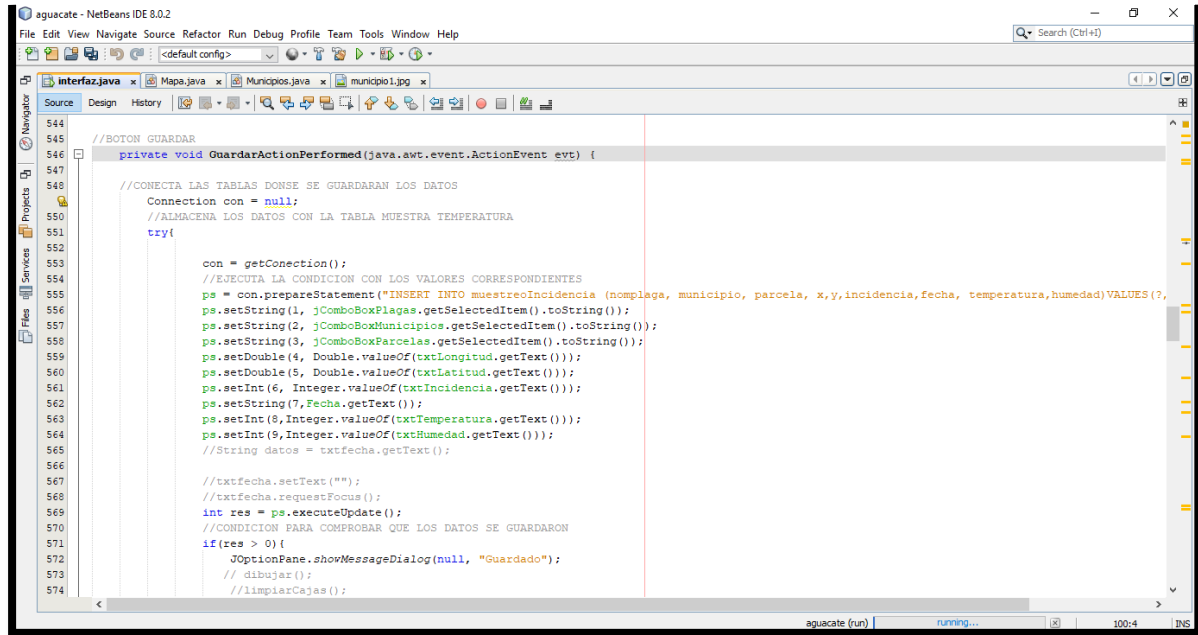 aguacate - NetBeans IDE 8.0.2
File Edit View Navigate Source Refactor Run Debug Profile Team Tools Window Help
Search (Ctrl+I)
<default config>
interfaz.java x Mapa.java x Municipios.java x municipio1.jpg x
Source Design History
Navigator
Projects
Services
Files
544
545 //BOTON GUARDAR
546 private void GuardarActionPerformed(java.awt.event.ActionEvent evt) {
547
548 //CONECTA LAS TABLAS DONSE SE GUARDARAN LOS DATOS
Connection con = null;
550 //ALMACENA LOS DATOS CON LA TABLA MUESTRA TEMPERATURA
551 try{
552
553 con = getConection();
554 //EJECUTA LA CONDICION CON LOS VALORES CORRESPONDIENTES
555 ps = con.prepareStatement("INSERT INTO muestreoIncidencia (nomplaga, municipio, parcela, x,y,incidencia,fecha, temperatura,humedad)VALUES(?,
556 ps.setString(1, jComboBoxPlagas.getSelectedItem().toString());
557 ps.setString(2, jComboBoxMunicipios.getSelectedItem().toString());
558 ps.setString(3, jComboBoxParcelas.getSelectedItem().toString());
559 ps.setDouble(4, Double.valueOf(txtLongitud.getText()));
560 ps.setDouble(5, Double.valueOf(txtLatitud.getText()));
561 ps.setInt(6, Integer.valueOf(txtIncidencia.getText()));
562 ps.setString(7,Fecha.getText());
563 ps.setInt(8,Integer.valueOf(txtTemperatura.getText()));
564 ps.setInt(9,Integer.valueOf(txtHumedad.getText()));
565 //String datos = txtfecha.getText();
566
567 //txtfecha.setText("");
568 //txtfecha.requestFocus();
569 int res = ps.executeUpdate();
570 //CONDICION PARA COMPROBAR QUE LOS DATOS SE GUARDARON
571 if(res > 0){
572 JOptionPane.showMessageDialog(null, "Guardado");
573 // dibujar();
574 //limpiarCajas();
aguacate (run) running... 100:4 INS